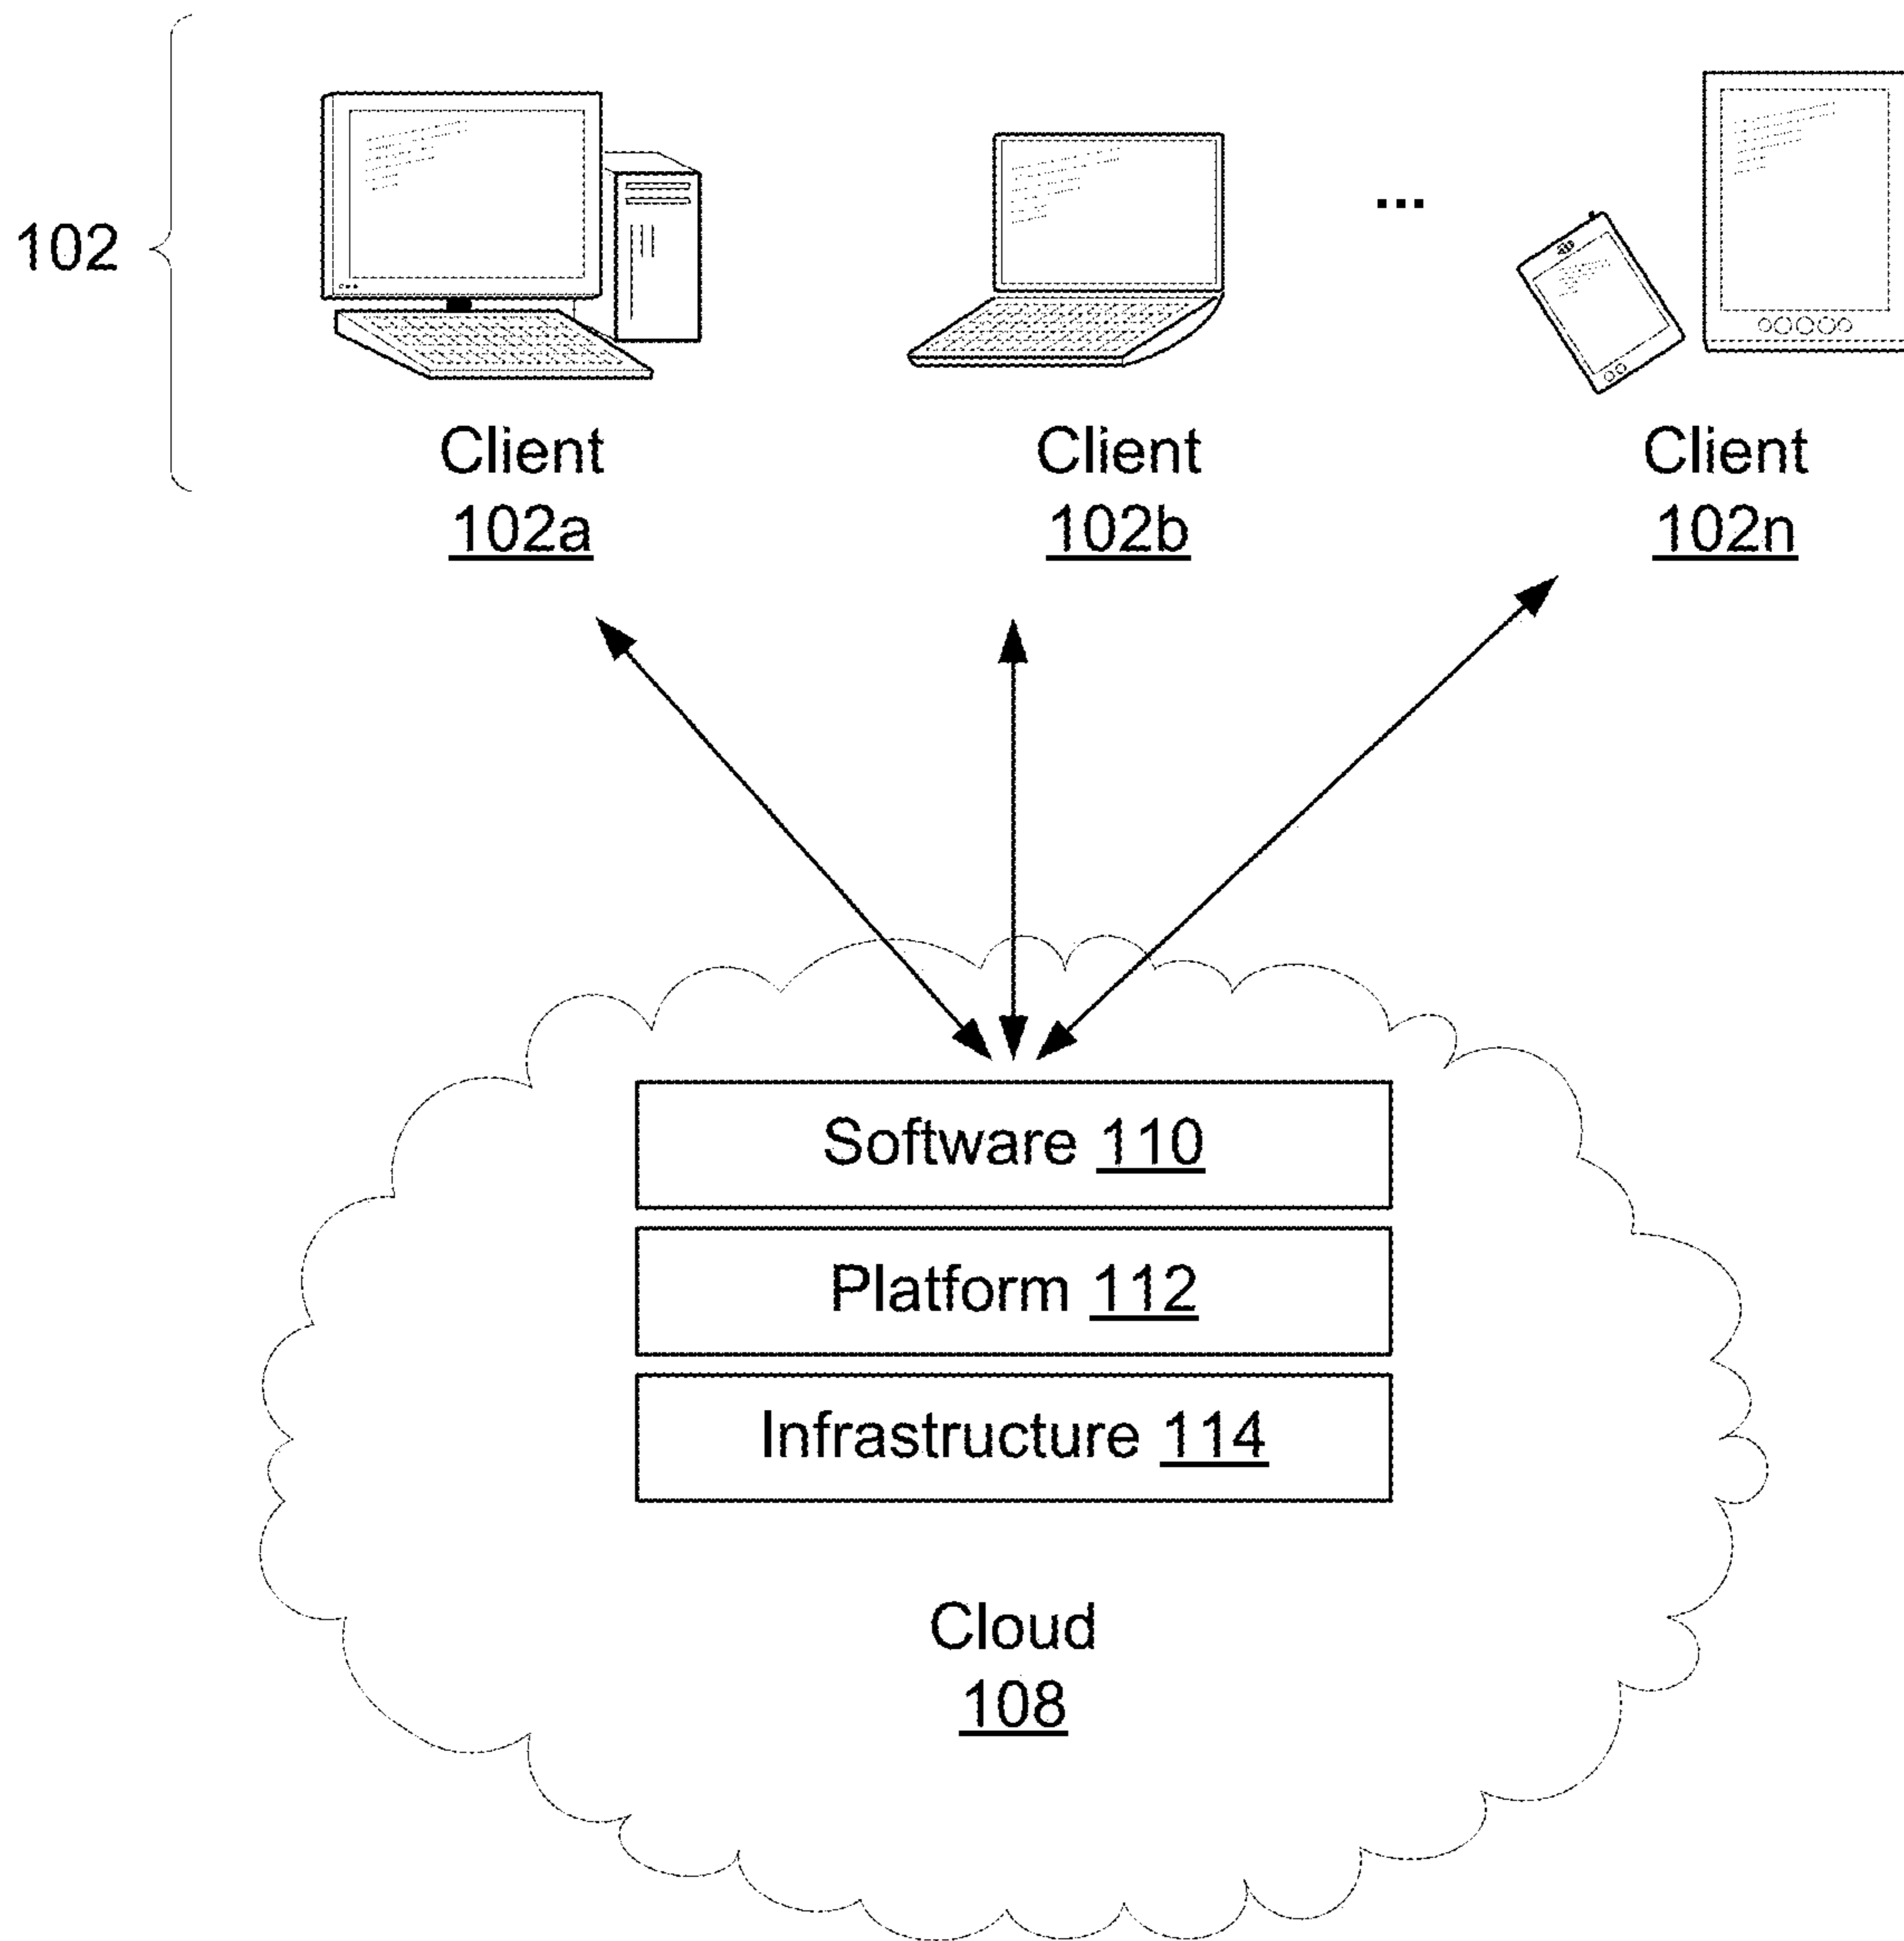 102
...
Client
102a
Client
102b
Client
102n
Software 110
Platform 112
Infrastructure 114
Cloud
108